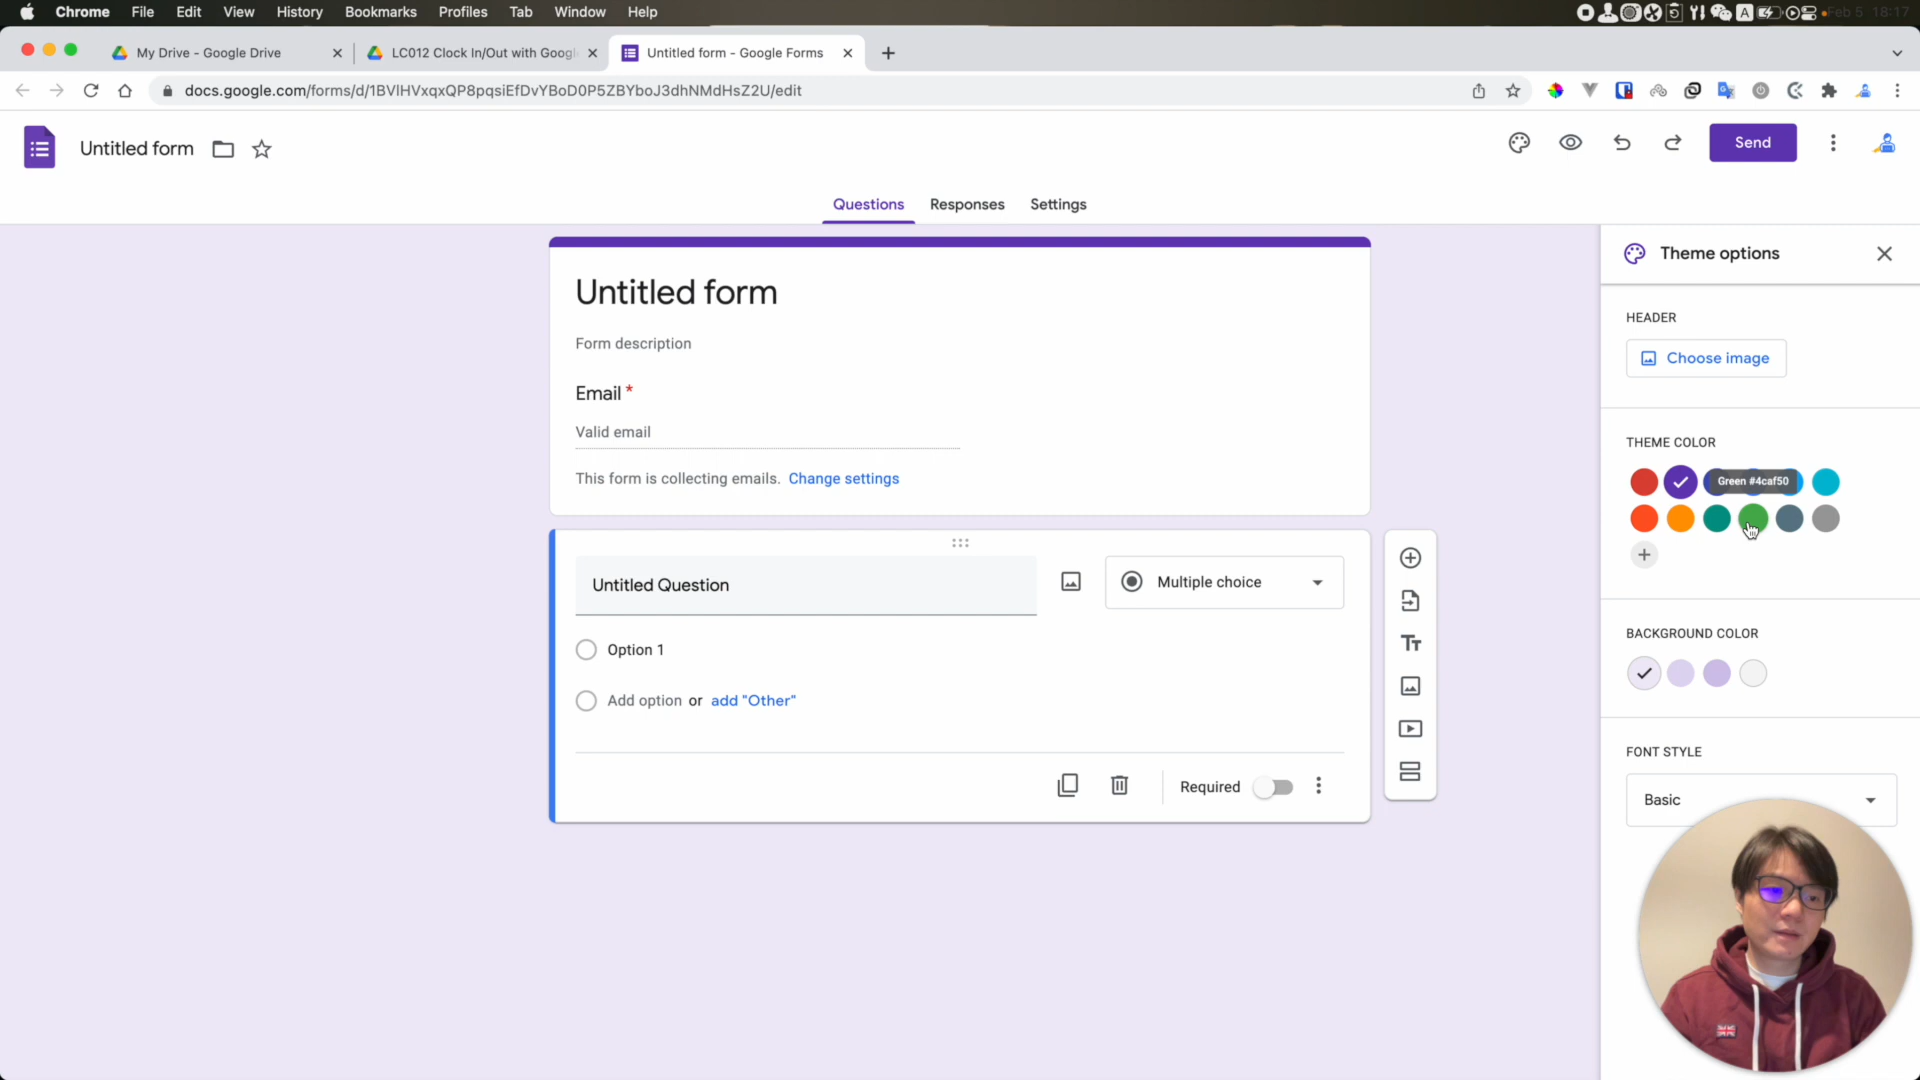 Chrome File Edit View History Bookmarks Profiles Tab Window Help A Feb 5 18:17
My Drive - Google Drive LC012 Clock In/Out with Googl Untitled form - Google Forms
docs.google.com/forms/d/1BVlHVxqxQP8pqsiEfDvYBoD0P5ZBYboJ3dhNMdHsZ2U/edit
Untitled form Send
Questions Responses Settings
Theme options
Untitled form
Form description
Email *
Valid email
This form is collecting emails. Change settings
Untitled Question Multiple choice
Option 1
Add option or add "Other"
Required
HEADER
Choose image
THEME COLOR
Green #4caf50
BACKGROUND COLOR
FONT STYLE
Basic